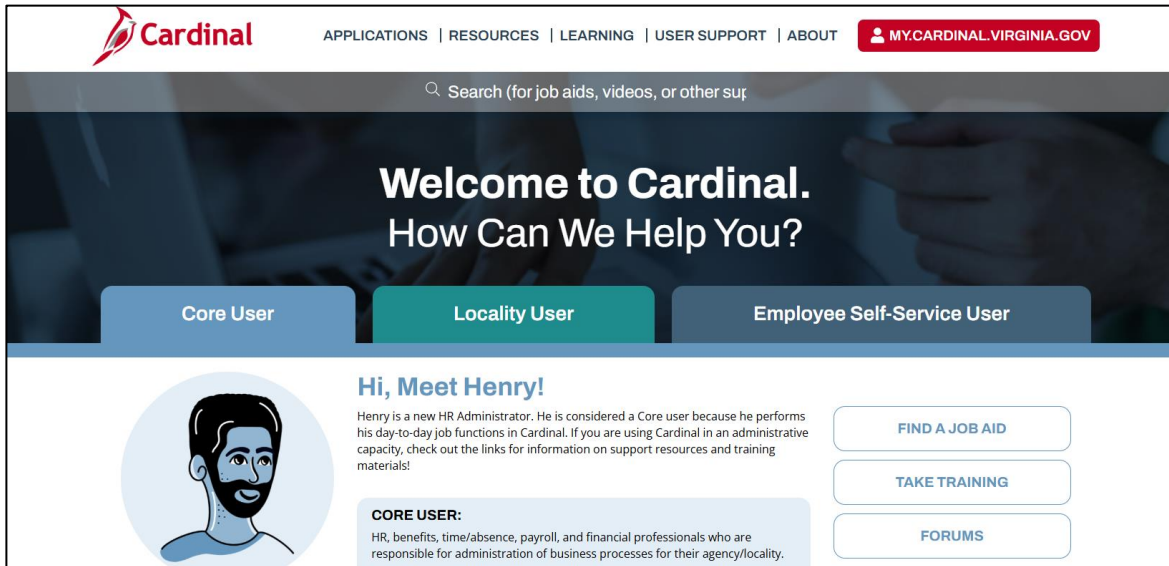 Cardinal
APPLICATIONS | RESOURCES | LEARNING | USER SUPPORT | ABOUT
MY.CARDINAL.VIRGINIA.GOV
Search (for job aids, videos, or other sup
Welcome to Cardinal.
How Can We Help You?
Core User
Locality User
Employee Self-Service User
Hi, Meet Henry!
Henry is a new HR Administrator. He is considered a Core user because he performs
his day-to-day job functions in Cardinal. If you are using Cardinal in an administrative
capacity, check out the links for information on support resources and training
materials!
CORE USER:
HR, benefits, time/absence, payroll, and financial professionals who are
responsible for administration of business processes for their agency/locality.
FIND A JOB AID
TAKE TRAINING
FORUMS